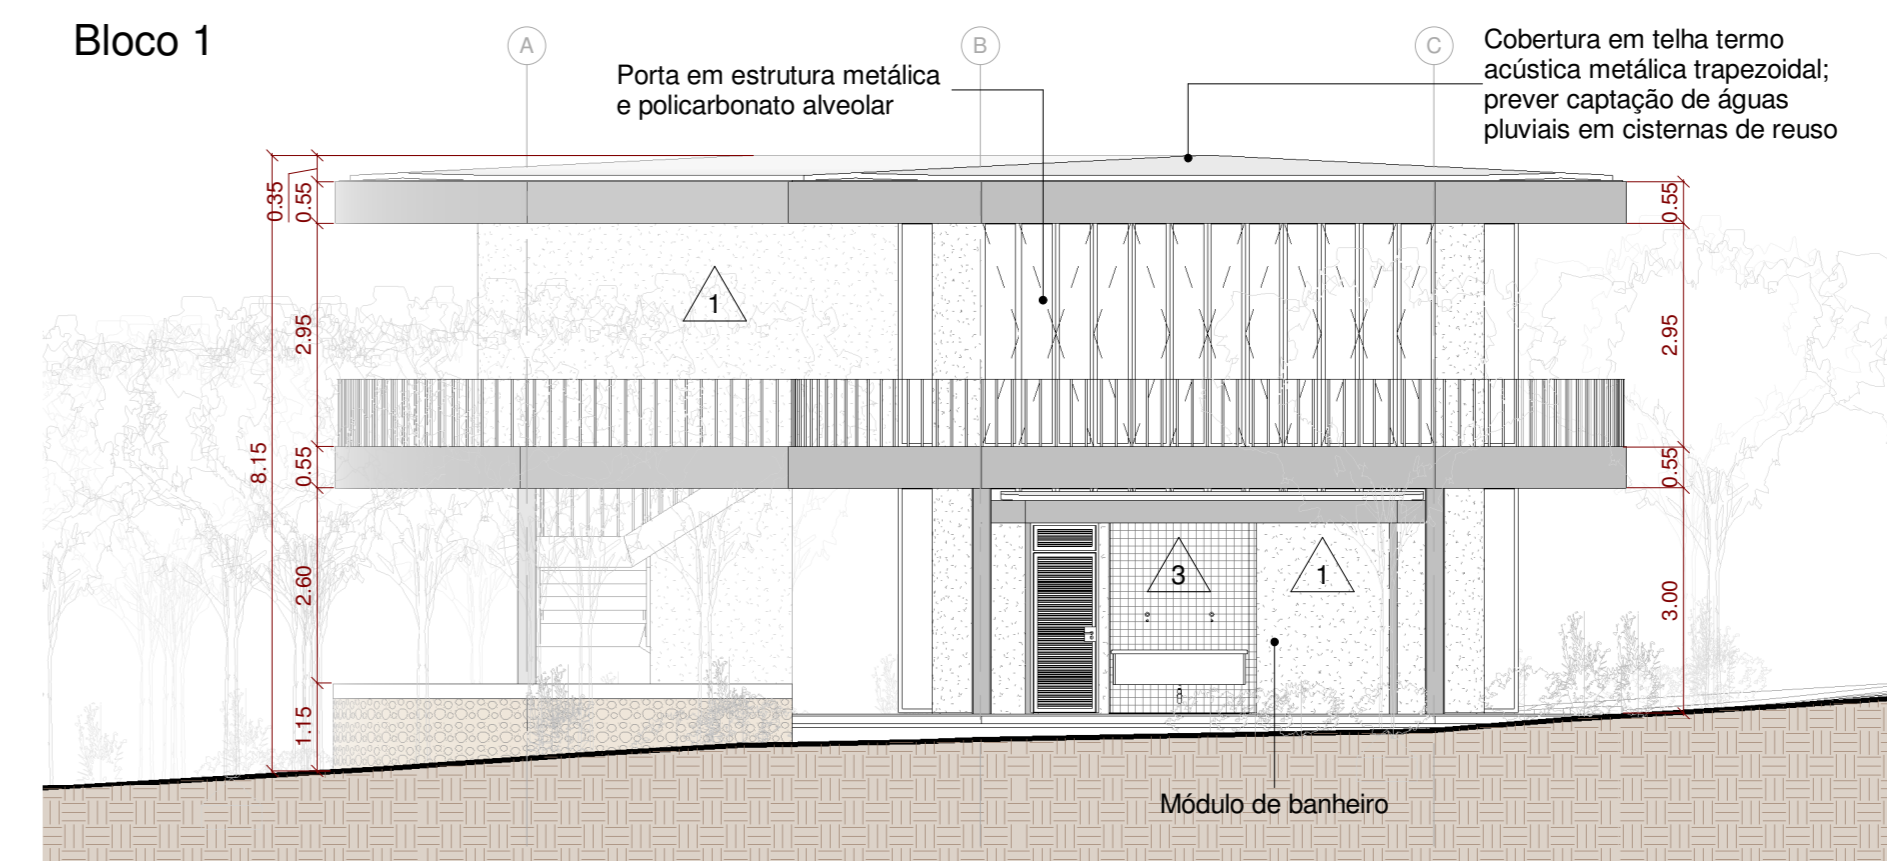 Bloco 1
A
B
C
Porta em estrutura metálica
e policarbonato alveolar
Cobertura em telha termo
acústica metálica trapezoidal;
prever captação de águas
pluviais em cisternas de reuso
0.35
0.55
0.55
1
2.95
2.95
8.15
0.55
0.55
2.60
3
1
3.00
1.15
Módulo de banheiro